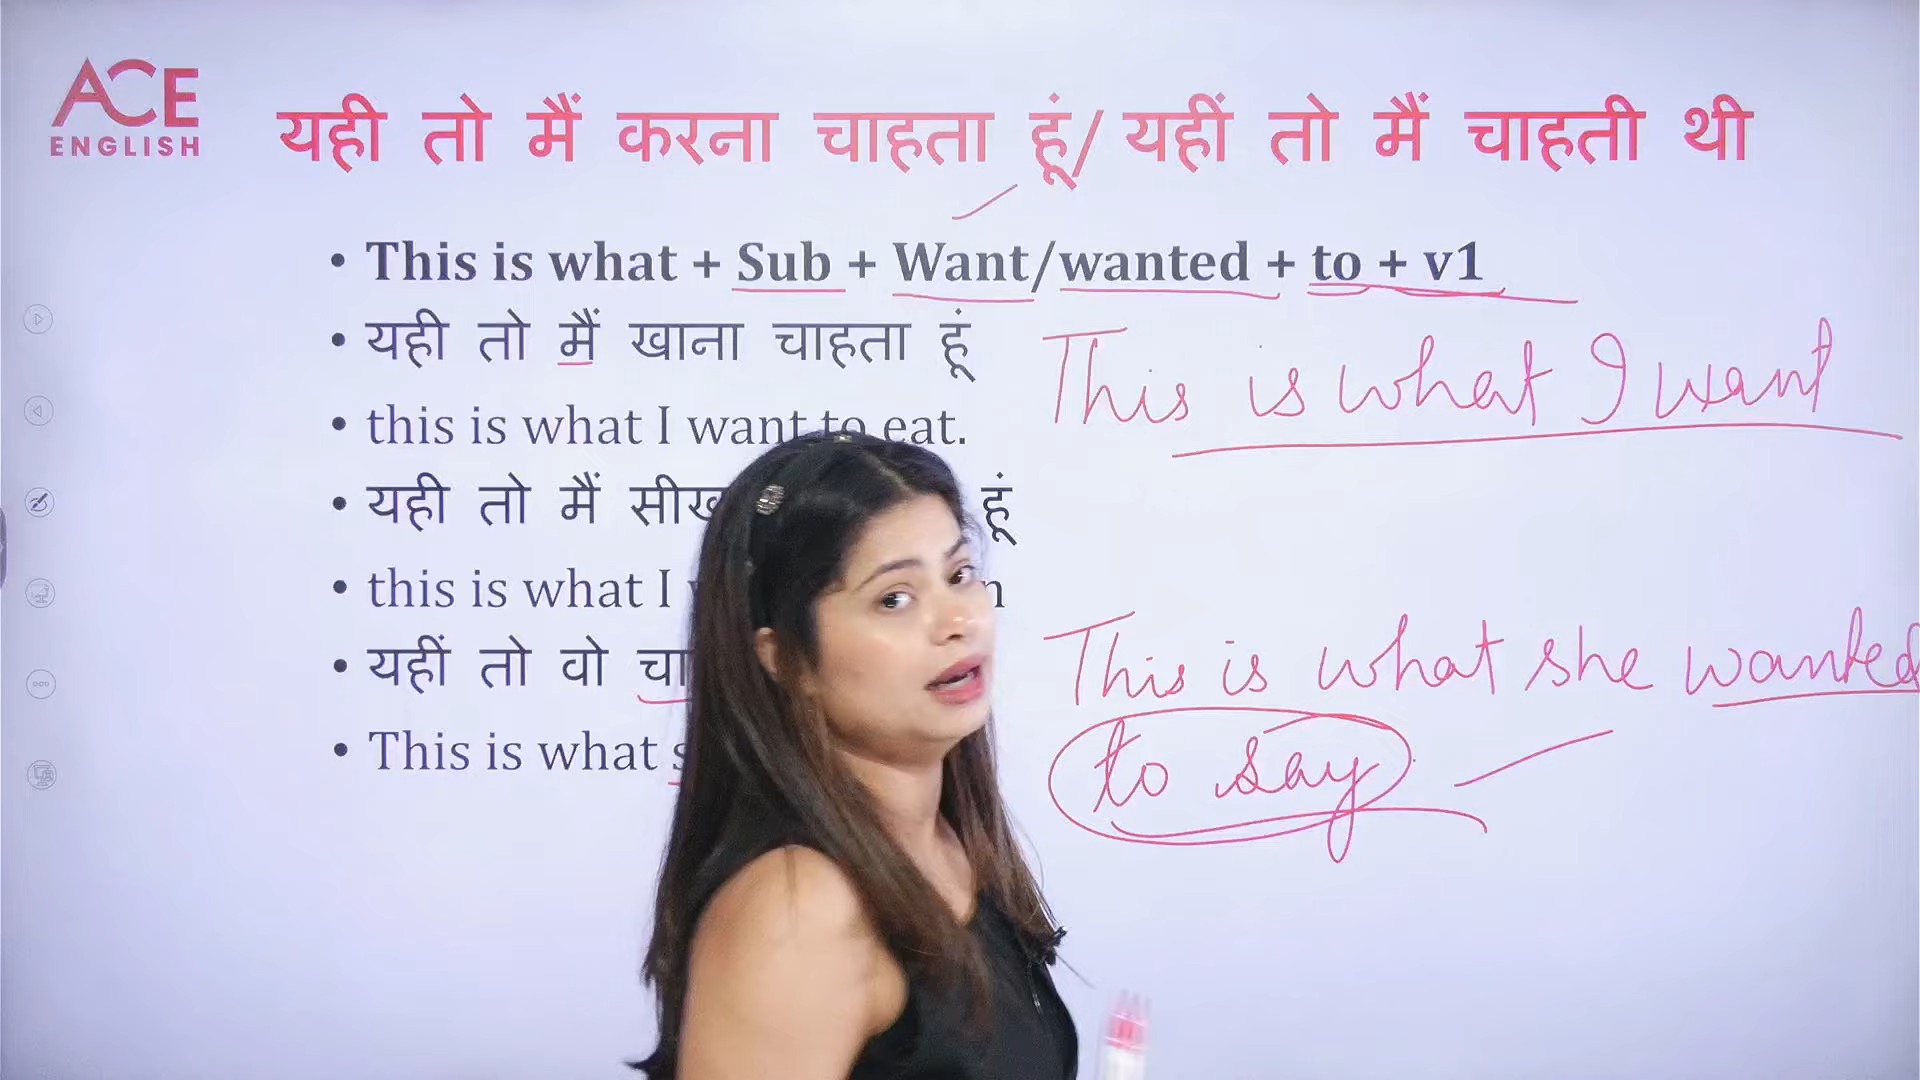 ACE
ENGLISH
यही तो मैं करना चाहता हूं/ यहीं तो मैं चाहती थी
• This is what + Sub + Want/wanted + to + v1
• यही तो मैं खाना चाहता हूं
This is what I want
• this is what I want to eat.
• यही तो मैं सीख हूं
• this is what I
• यहीं तो वो
This is what she wanted
to say
• This is what